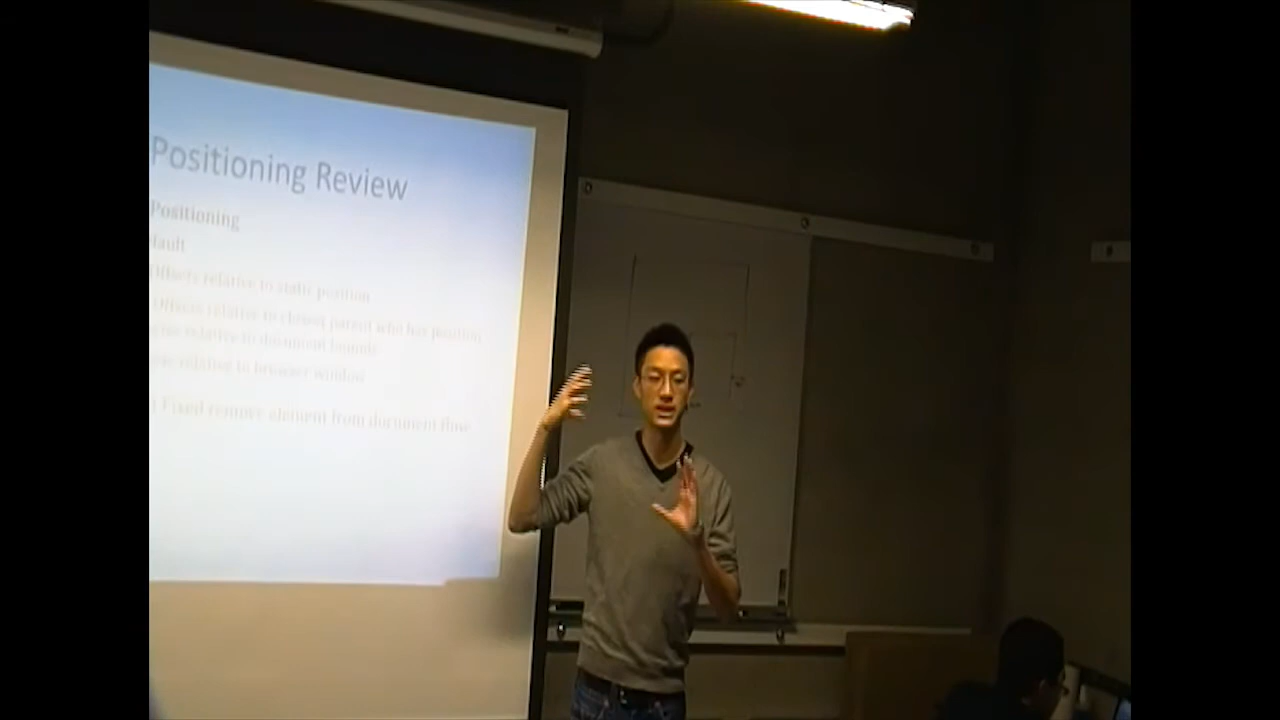 Positioning Review
Positioning
fault
Offsets relative to static position
Offsets relative to closest parent who has position
relative to document bounds
relative to browser window
Fixed remove element from document flow